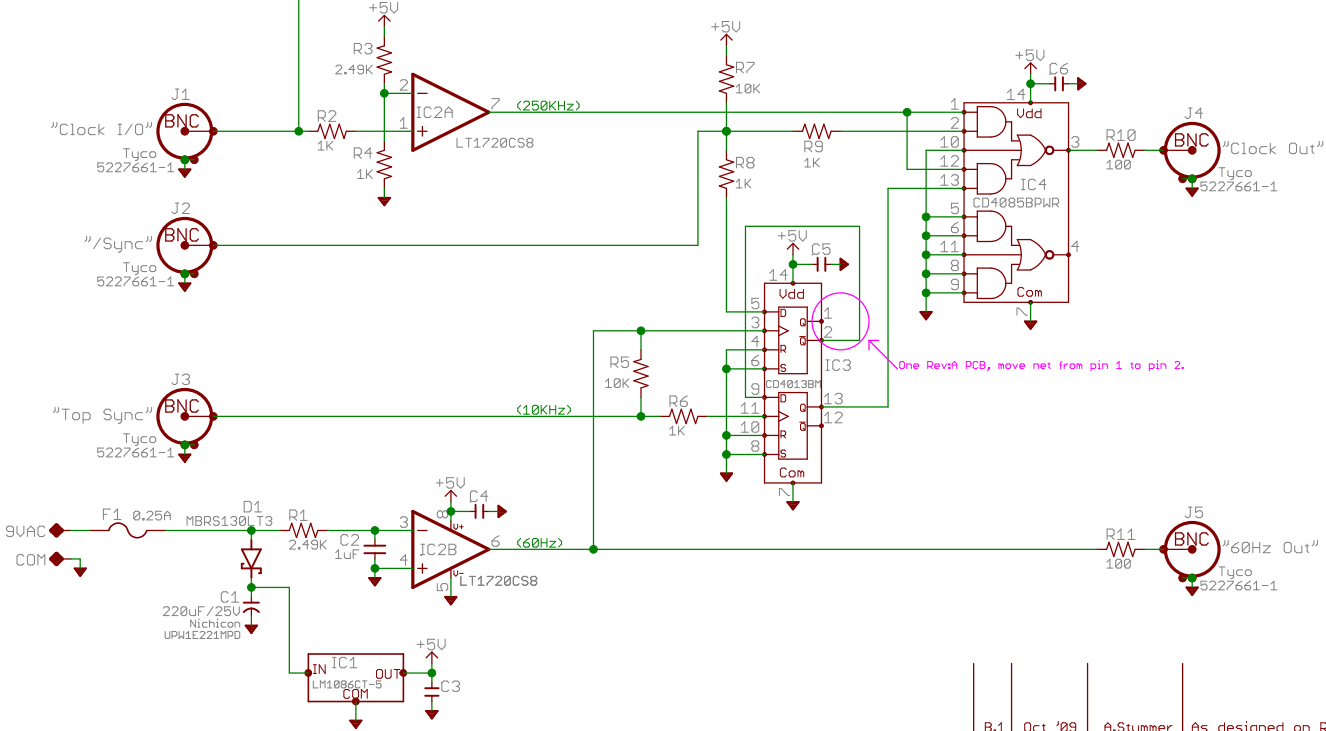 +5V
R3
2.49K
2
1
7
IC2A
LT1720CS8
(250KHz)
J1
BNC
"Clock I/O"
Tyco
5227661-1
R2
1K
R4
1K
+5V
R7
10K
R8
1K
R9
1K
+5V
C6
14
Vdd
1
2
10
12
13
3
IC4
CD4085BPWR
5
6
11
8
9
4
Com
7
R10
100
J4
BNC
"Clock Out"
Tyco
5227661-1
J2
BNC
"/Sync"
Tyco
5227661-1
+5V
C5
14
Vdd
5
D
3
4
R
6
S
Q
1
Q
2
IC3
CD4013BM
One Rev:A PCB, move net from pin 1 to pin 2.
9
D
11
10
R
8
S
Q
13
Q
12
Com
7
R5
10K
J3
BNC
"Top Sync"
Tyco
5227661-1
(10KHz)
R6
1K
9VAC
COM
F1 0.25A
D1
MBRS130LT3
R1
2.49K
C2
1uF
+5V
C4
8
V+
3
4
6
IC2B
V-
5
LT1720CS8
(60Hz)
R11
100
J5
BNC
"60Hz Out"
Tyco
5227661-1
C1
220uF/25V
Nichicon
UPW1E221MPD
IN
IC1
OUT
LM1086CT-5
COM
+5V
C3
B.1
Oct '09
A.Stummer
As designed on R